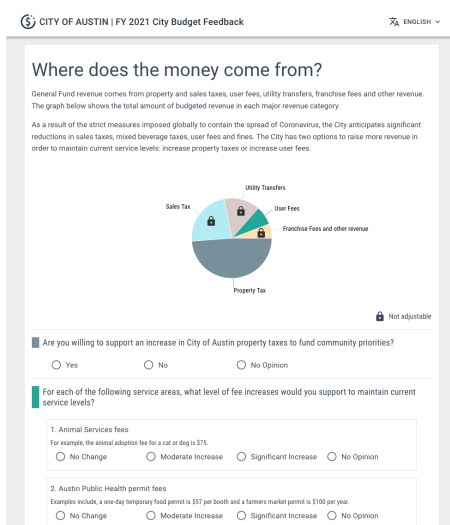 CITY OF AUSTIN | FY 2021 City Budget Feedback
ENGLISH
Where does the money come from?
General Fund revenue comes from property and sales taxes, user fees, utility transfers, franchise fees and other revenue.
The graph below shows the total amount of budgeted revenue in each major revenue category.
As a result of the strict measures imposed globally to contain the spread of Coronavirus, the City anticipates significant
reductions in sales taxes, mixed beverage taxes, user fees and fines. The City has two options to raise more revenue in
order to maintain current service levels: increase property taxes or increase user fees.
Utility Transfers
Sales Tax
User Fees
Franchise Fees and other revenue
Property Tax
Not adjustable
Are you willing to support an increase in City of Austin property taxes to fund community priorities?
Yes No No Opinion
For each of the following service areas, what level of fee increases would you support to maintain current
service levels?
1. Animal Services fees
For example, the animal adoption fee for a cat or dog is $75.
No Change Moderate Increase Significant Increase No Opinion
2. Austin Public Health permit fees
Examples include, a one-day temporary food permit is $57 per booth and a farmers market permit is $100 per year.
No Change Moderate Increase Significant Increase No Opinion